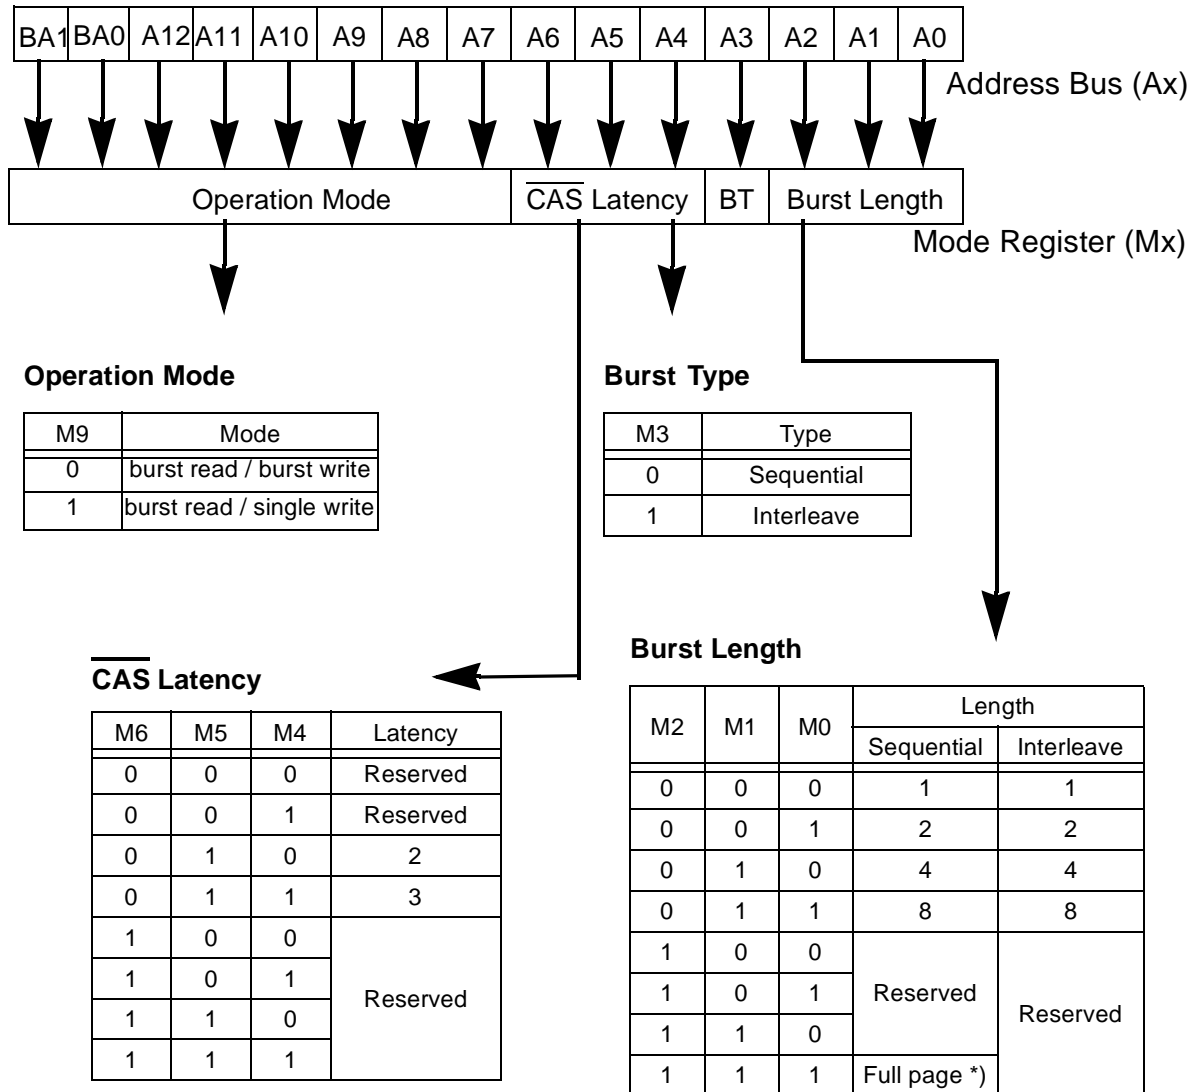 BA1 BA0 A12 A11 A10 A9 A8 A7 A6 A5 A4 A3 A2 A1 A0
Address Bus (Ax)
Operation Mode CAS Latency BT Burst Length
Mode Register (Mx)
Operation Mode
M9 Mode
0 burst read / burst write
1 burst read / single write
Burst Type
M3 Type
0 Sequential
1 Interleave
CAS Latency
M6 M5 M4 Latency
0 0 0 Reserved
0 0 1 Reserved
0 1 0 2
0 1 1 3
1 0 0
1 0 1
Reserved
1 1 0
1 1 1
Burst Length
M2 M1 M0 Length
Sequential Interleave
0 0 0 1 1
0 0 1 2 2
0 1 0 4 4
0 1 1 8 8
1 0 0
1 0 1 Reserved
Reserved
1 1 0
1 1 1 Full page *)